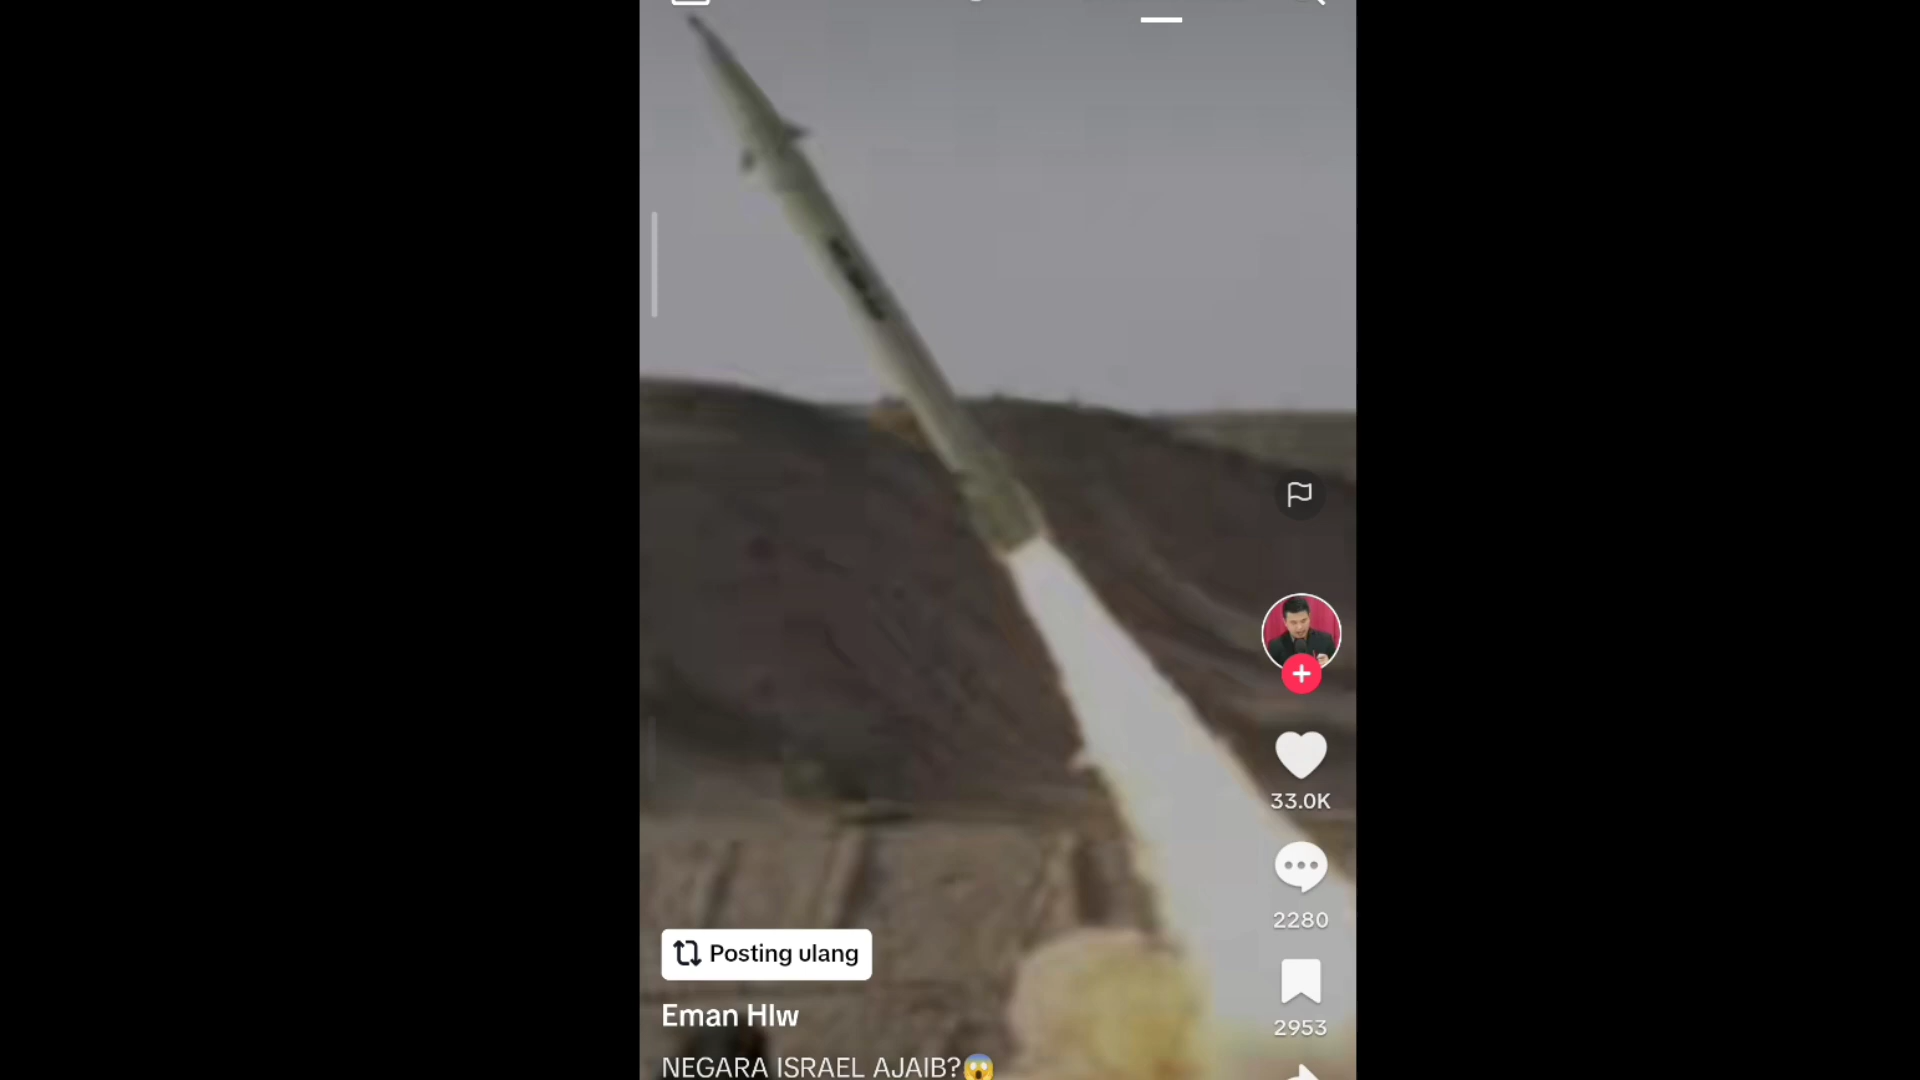 33.0K
2280
2953
Posting ulang
Eman Hlw
NEGARA ISRAEL AJAIB?😱